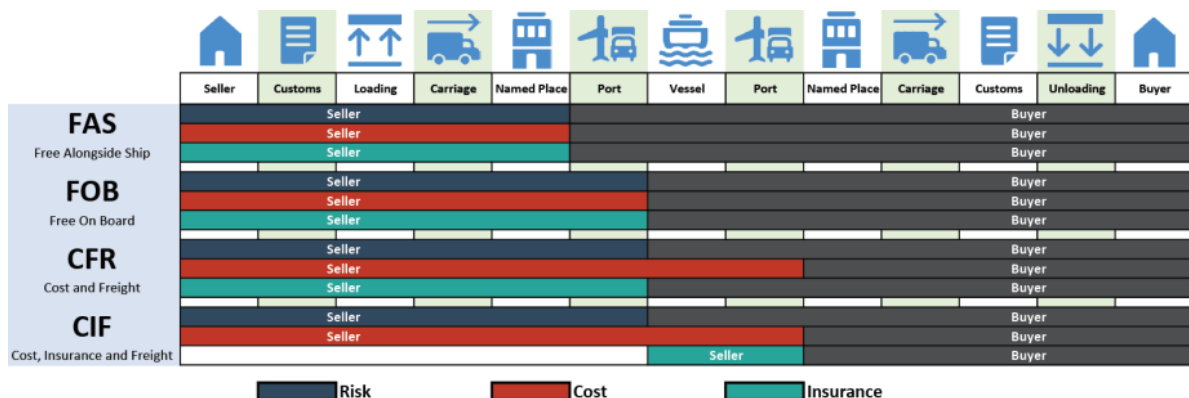 Seller Customs Loading Carriage Named Place Port Vessel Port Named Place Carriage Customs Unloading Buyer
FAS
Free Alongside Ship
Seller Buyer
Seller Buyer
Seller Buyer
FOB
Free On Board
Seller Buyer
Seller Buyer
Seller Buyer
CFR
Cost and Freight
Seller Buyer
Seller Buyer
Seller Buyer
CIF
Cost, Insurance and Freight
Seller Buyer
Seller Buyer
Seller Buyer
Risk Cost Insurance